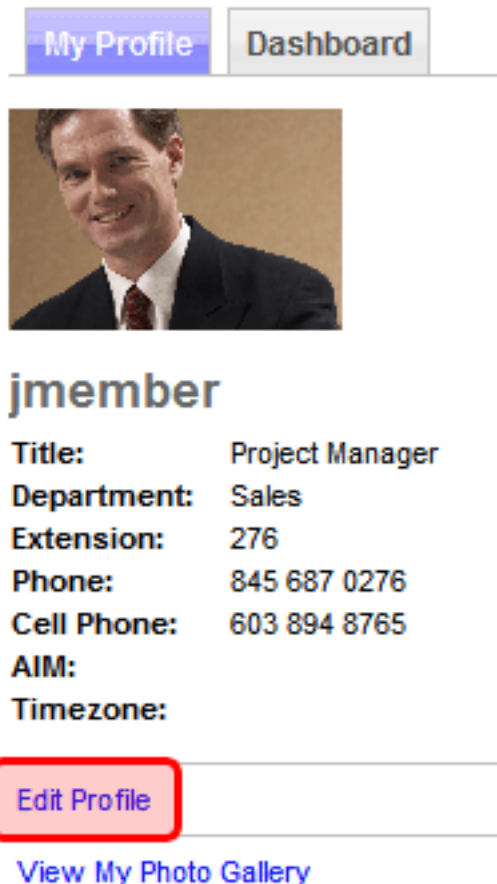 My Profile Dashboard
jmember
Title: Project Manager
Department: Sales
Extension: 276
Phone: 845 687 0276
Cell Phone: 603 894 8765
AIM:
Timezone:
Edit Profile
View My Photo Gallery